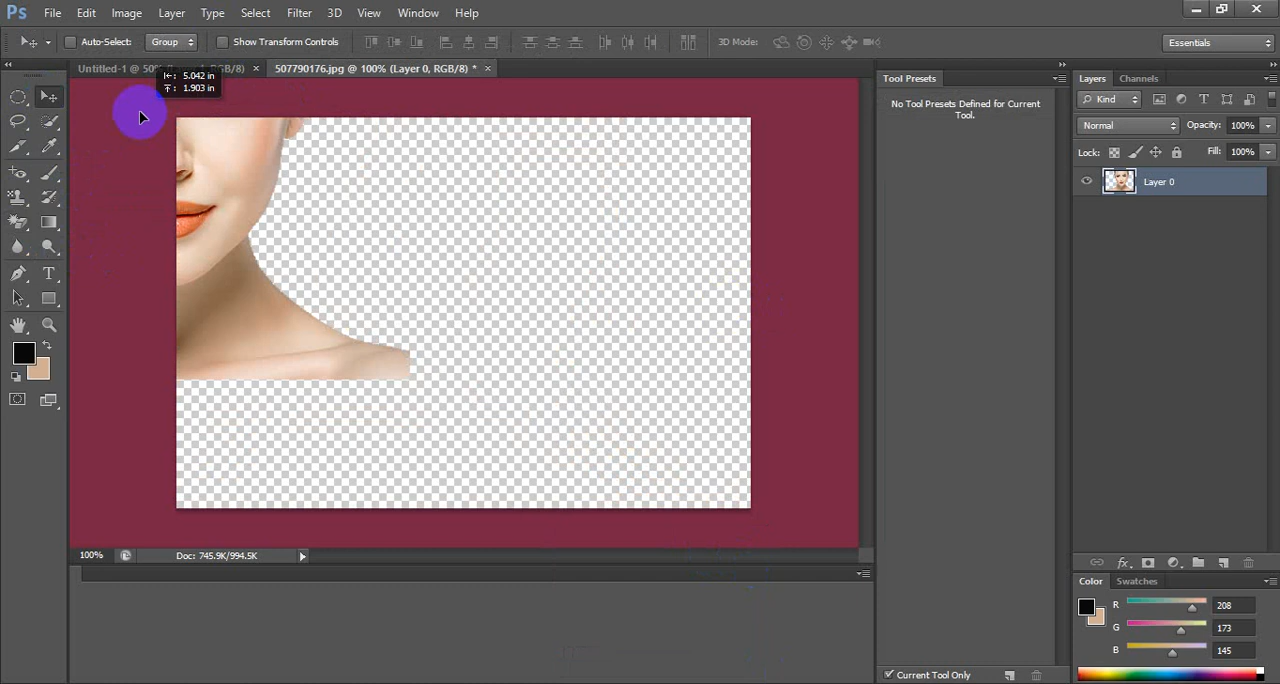 Ps File Edit Image Layer Type Select Filter 3D View Window Help
Auto-Select: Group Show Transform Controls 3D Mode: Essentials
Untitled-1 @ 50% RGB/8) × 507790176.jpg @ 100% (Layer 0, RGB/8) * ×
5.042 in
1.903 in
Tool Presets
No Tool Presets Defined for Current
Tool.
Layers Channels
Kind
Normal Opacity: 100%
Lock: Fill: 100%
Layer 0
100% Doc: 745.9K/994.5K
Color Swatches
R 208
G 173
B 145
Current Tool Only